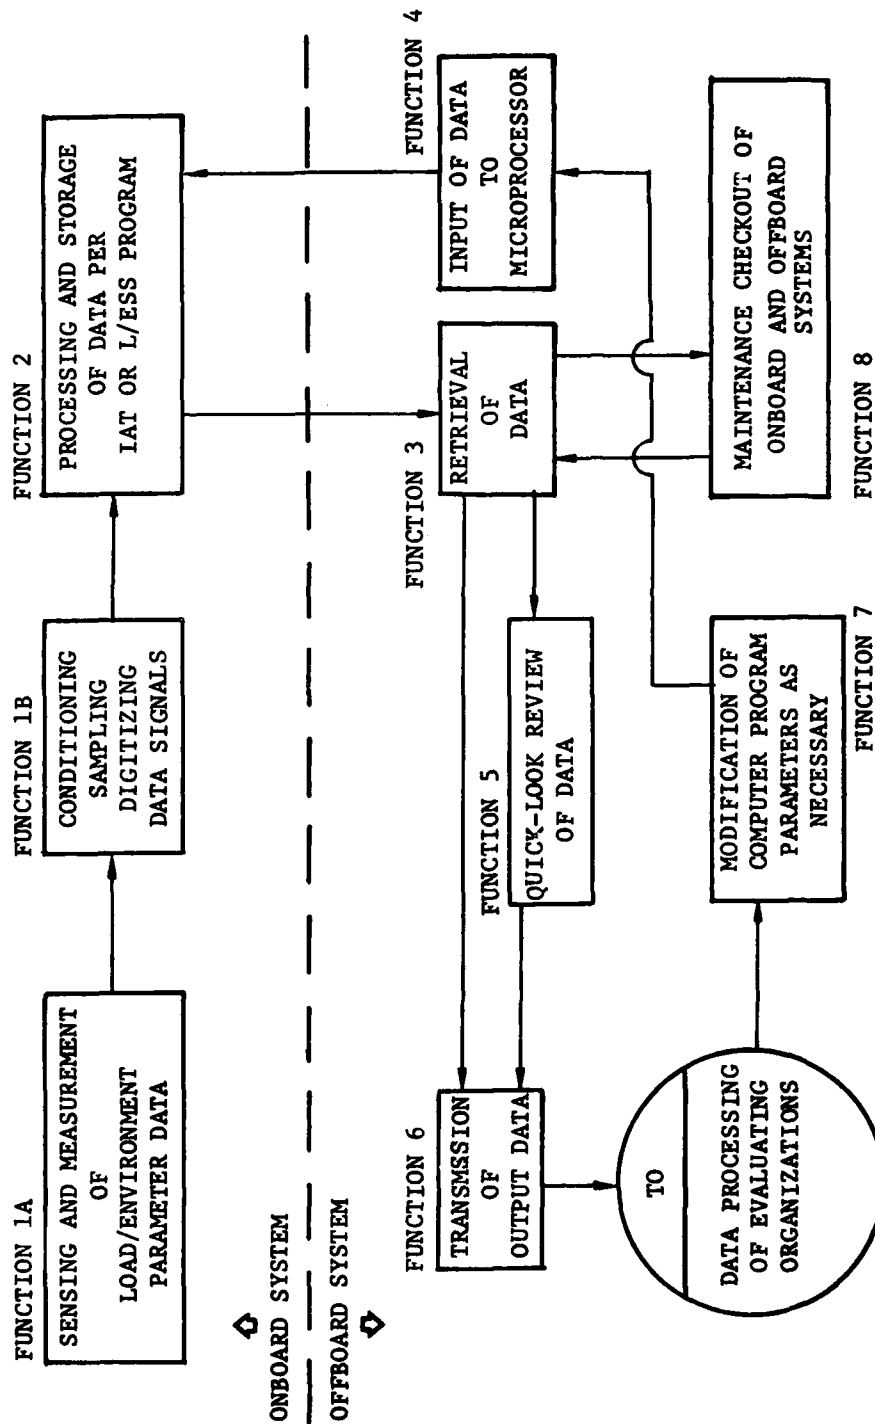 FUNCTION 1A
SENSING AND MEASUREMENT
OF
LOAD/ENVIRONMENT
PARAMETER DATA
FUNCTION 1B
CONDITIONING
SAMPLING
DIGITIZING
DATA SIGNALS
FUNCTION 2
PROCESSING AND STORAGE
OF DATA PER
IAT OR L/ESS PROGRAM
ONBOARD SYSTEM
OFFBOARD SYSTEM
FUNCTION 6
TRANSMSSION
OF
OUTPUT DATA
FUNCTION 5
QUICK-LOOK REVIEW
OF DATA
FUNCTION 3
RETRIEVAL
OF
DATA
FUNCTION 4
INPUT OF DATA
TO
MICROPROCESSOR
TO
DATA PROCESSING
OF EVALUATING
ORGANIZATIONS
MODIFICATION OF
COMPUTER PROGRAM
PARAMETERS AS
NECESSARY
FUNCTION 7
MAINTENANCE CHECKOUT OF
ONBOARD AND OFFBOARD
SYSTEMS
FUNCTION 8